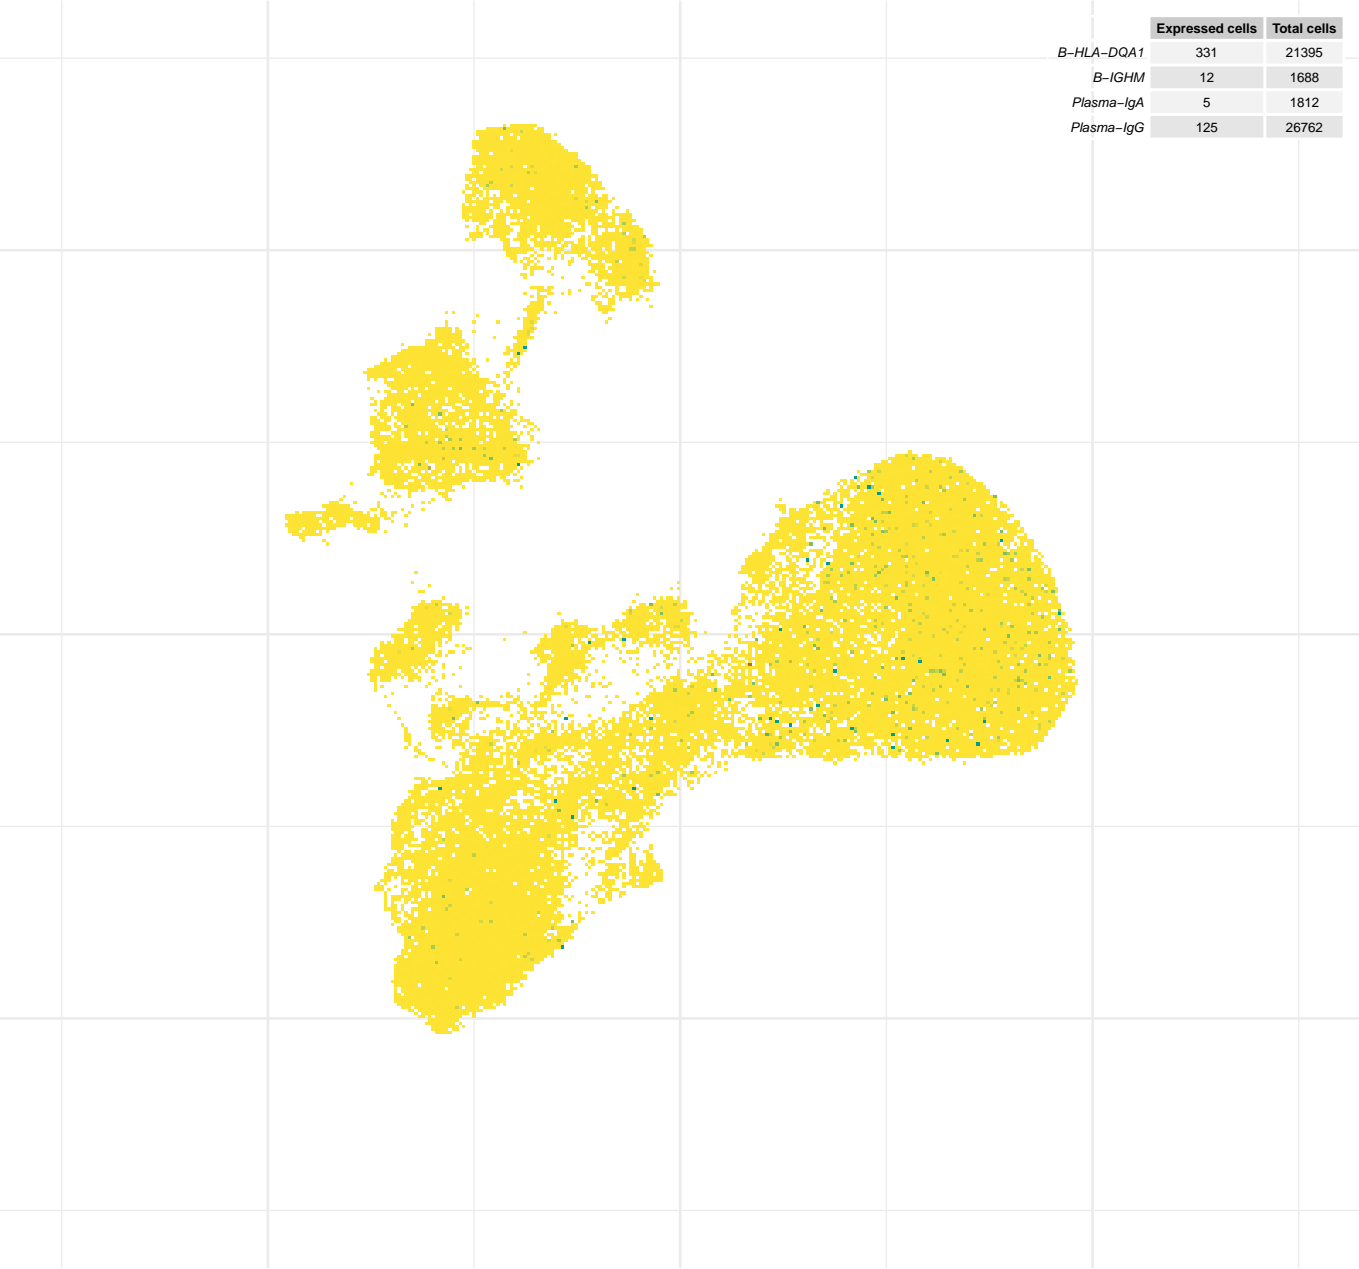 Expressed cells Total cells
B−HLA−DQA1 331 21395
B−IGHM 12 1688
Plasma−IgA 5 1812
Plasma−IgG 125 26762